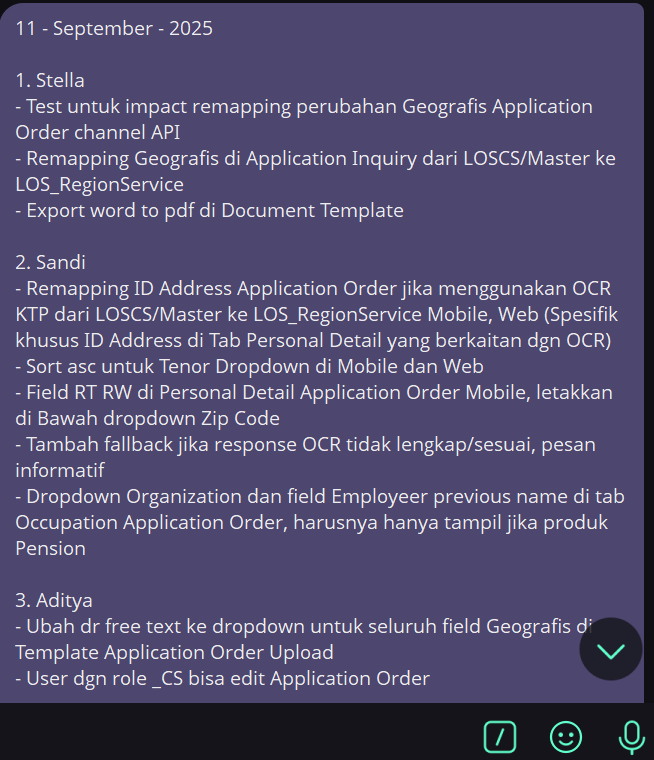 11 - September - 2025
1. Stella
- Test untuk impact remapping perubahan Geografis Application
Order channel API
- Remapping Geografis di Application Inquiry dari LOSCS/Master ke
LOS_RegionService
- Export word to pdf di Document Template
2. Sandi
- Remapping ID Address Application Order jika menggunakan OCR
KTP dari LOSCS/Master ke LOS_RegionService Mobile, Web (Spesifik
khusus ID Address di Tab Personal Detail yang berkaitan dgn OCR)
- Sort asc untuk Tenor Dropdown di Mobile dan Web
- Field RT RW di Personal Detail Application Order Mobile, letakkan
di Bawah dropdown Zip Code
- Tambah fallback jika response OCR tidak lengkap/sesuai, pesan
informatif
- Dropdown Organization dan field Employeer previous name di tab
Occupation Application Order, harusnya hanya tampil jika produk
Pension
3. Aditya
- Ubah dr free text ke dropdown untuk seluruh field Geografis di
Template Application Order Upload
- User dgn role _CS bisa edit Application Order